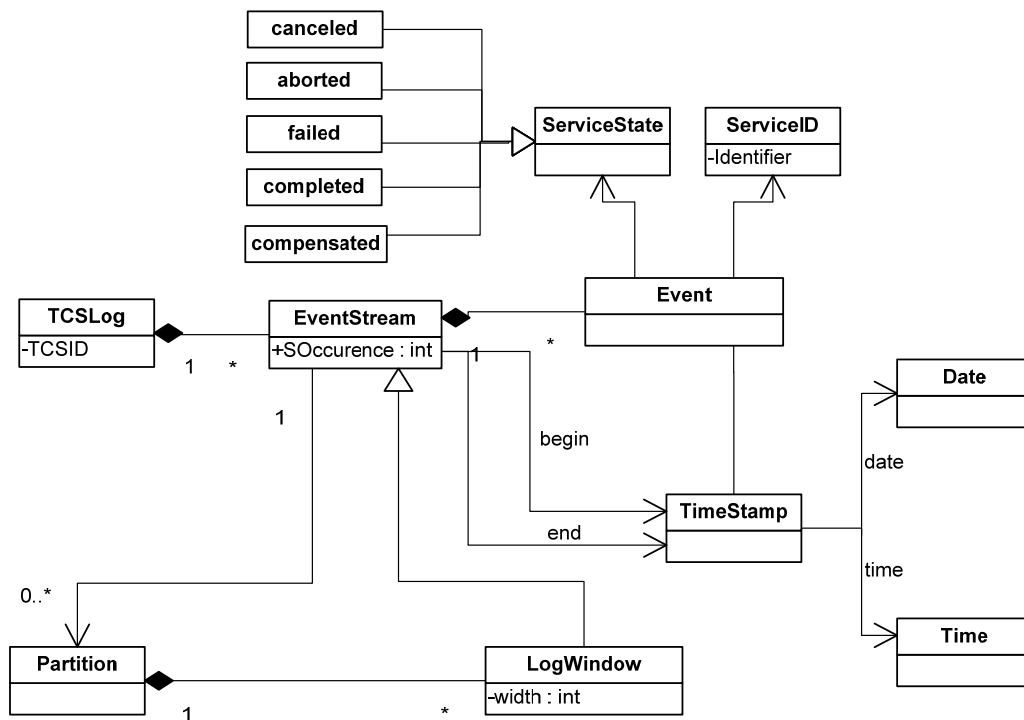 canceled
aborted
failed
completed
compensated
ServiceState
ServiceID
-Identifier
Event
TCSLog
-TCSID
1
*
EventStream
+SOccurence : int
1
*
1
begin
end
TimeStamp
Date
date
time
Time
0..*
Partition
1
*
LogWindow
-width : int